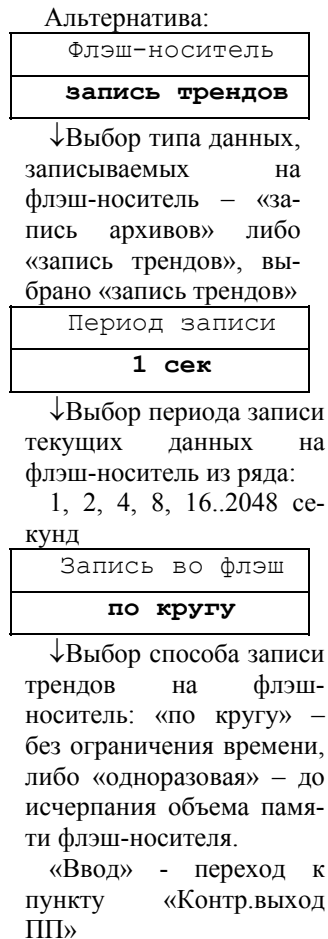 Альтернатива:
Флэш-носитель
запись трендов
↓Выбор типа данных,
записываемых на
флэш-носитель – «за-
пись архивов» либо
«запись трендов», вы-
брано «запись трендов»
Период записи
1 сек
↓Выбор периода записи
текущих данных на
флэш-носитель из ряда:
1, 2, 4, 8, 16..2048 се-
кунд
Запись во флэш
по кругу
↓Выбор способа записи
трендов на флэш-
носитель: «по кругу» –
без ограничения времени,
либо «одноразовая» – до
исчерпания объема памя-
ти флэш-носителя.
«Ввод» - переход к
пункту «Контр.выход
ПП»